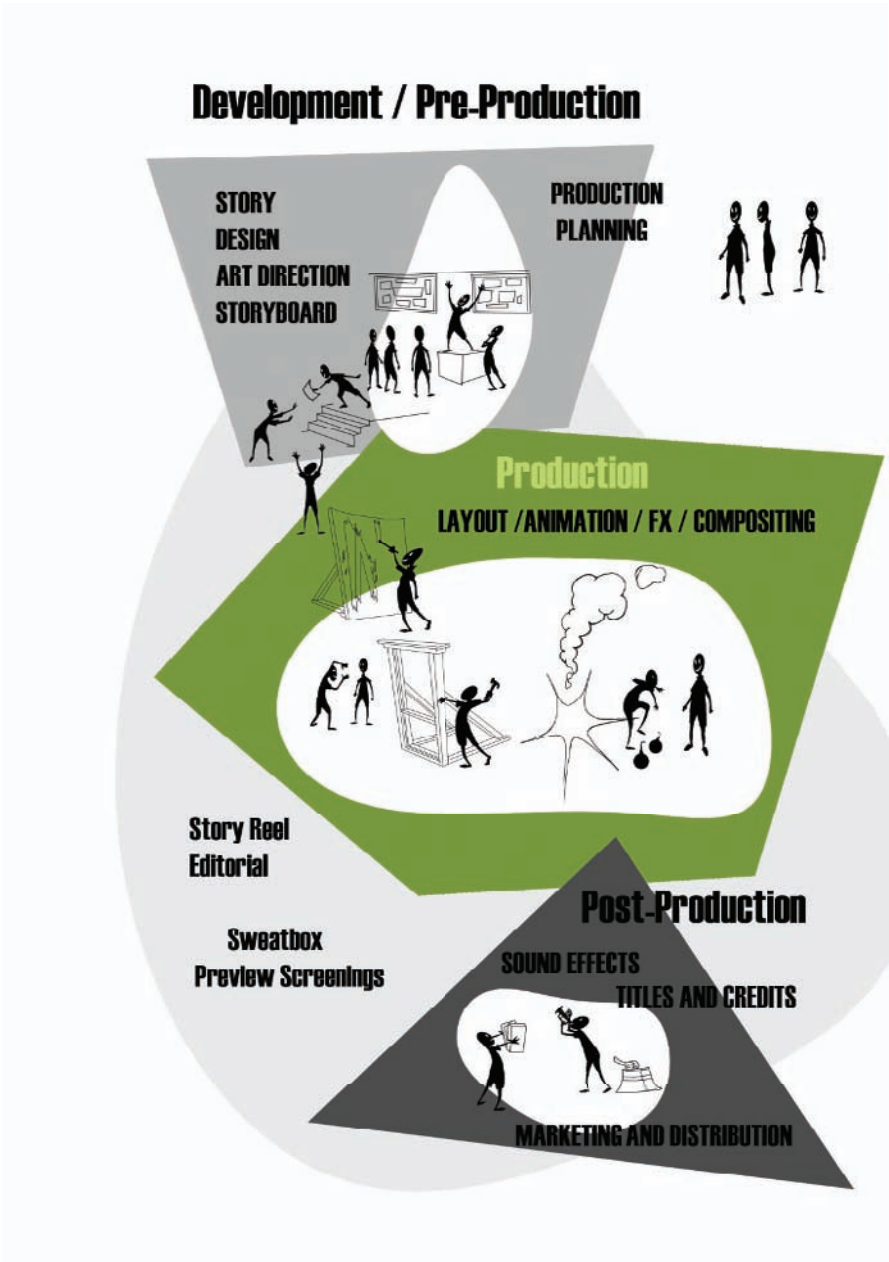 Development / Pre-Production
STORY
DESIGN
ART DIRECTION
STORYBOARD
PRODUCTION
PLANNING
Production
LAYOUT /ANIMATION / FX / COMPOSITING
Story Reel
Editorial
Sweatbox
Preview Screenings
Post-Production
SOUND EFFECTS
TITLES AND CREDITS
MARKETING AND DISTRIBUTION